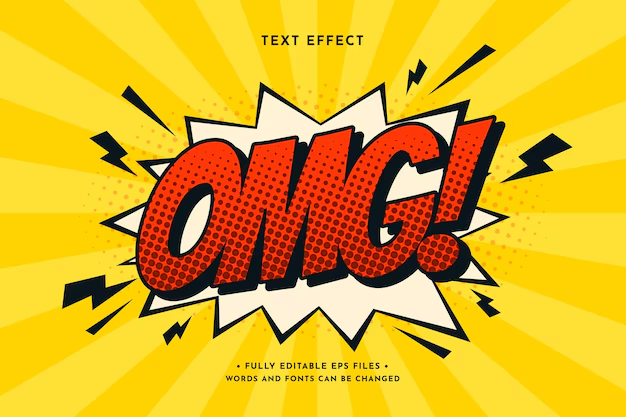 TEXT EFFECT
OMG!
• FULLY EDITABLE EPS FILES •
WORDS AND FONTS CAN BE CHANGED